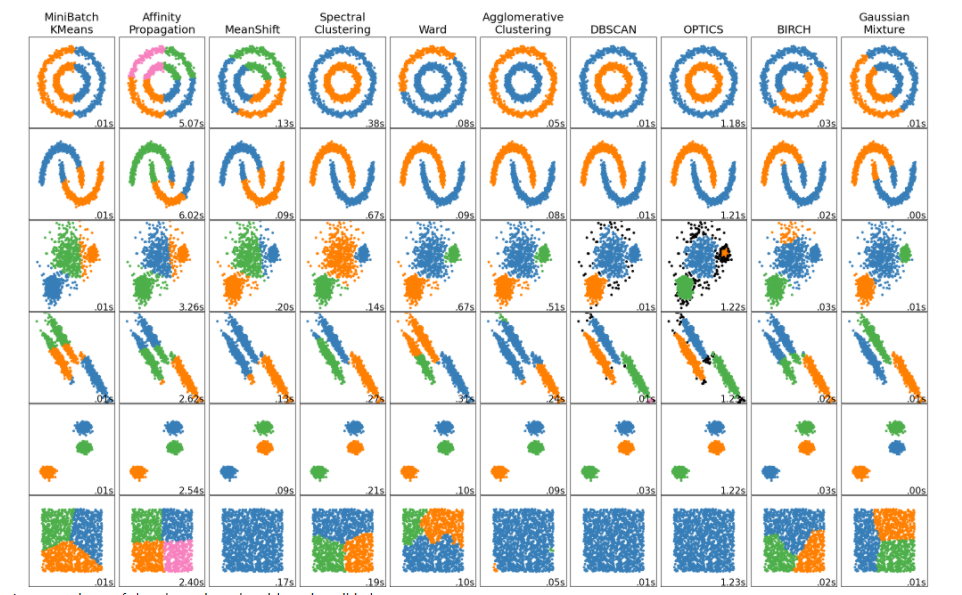 MiniBatch KMeans
Affinity Propagation
MeanShift
Spectral Clustering
Ward
Agglomerative Clustering
DBSCAN
OPTICS
BIRCH
Gaussian Mixture
.01s 5.07s .13s .38s .08s .05s .01s 1.18s .03s .01s
.01s 6.02s .09s .67s .09s .08s .01s 1.21s .02s .00s
.01s 3.26s .20s .14s .67s .51s .01s 1.22s .03s .01s
.01s 2.62s .13s .27s .24s .01s .02s .01s
.01s 2.54s .09s .21s .10s .09s .03s 1.22s .03s .00s
.01s 2.40s .17s .19s .10s .05s .01s 1.23s .02s .01s